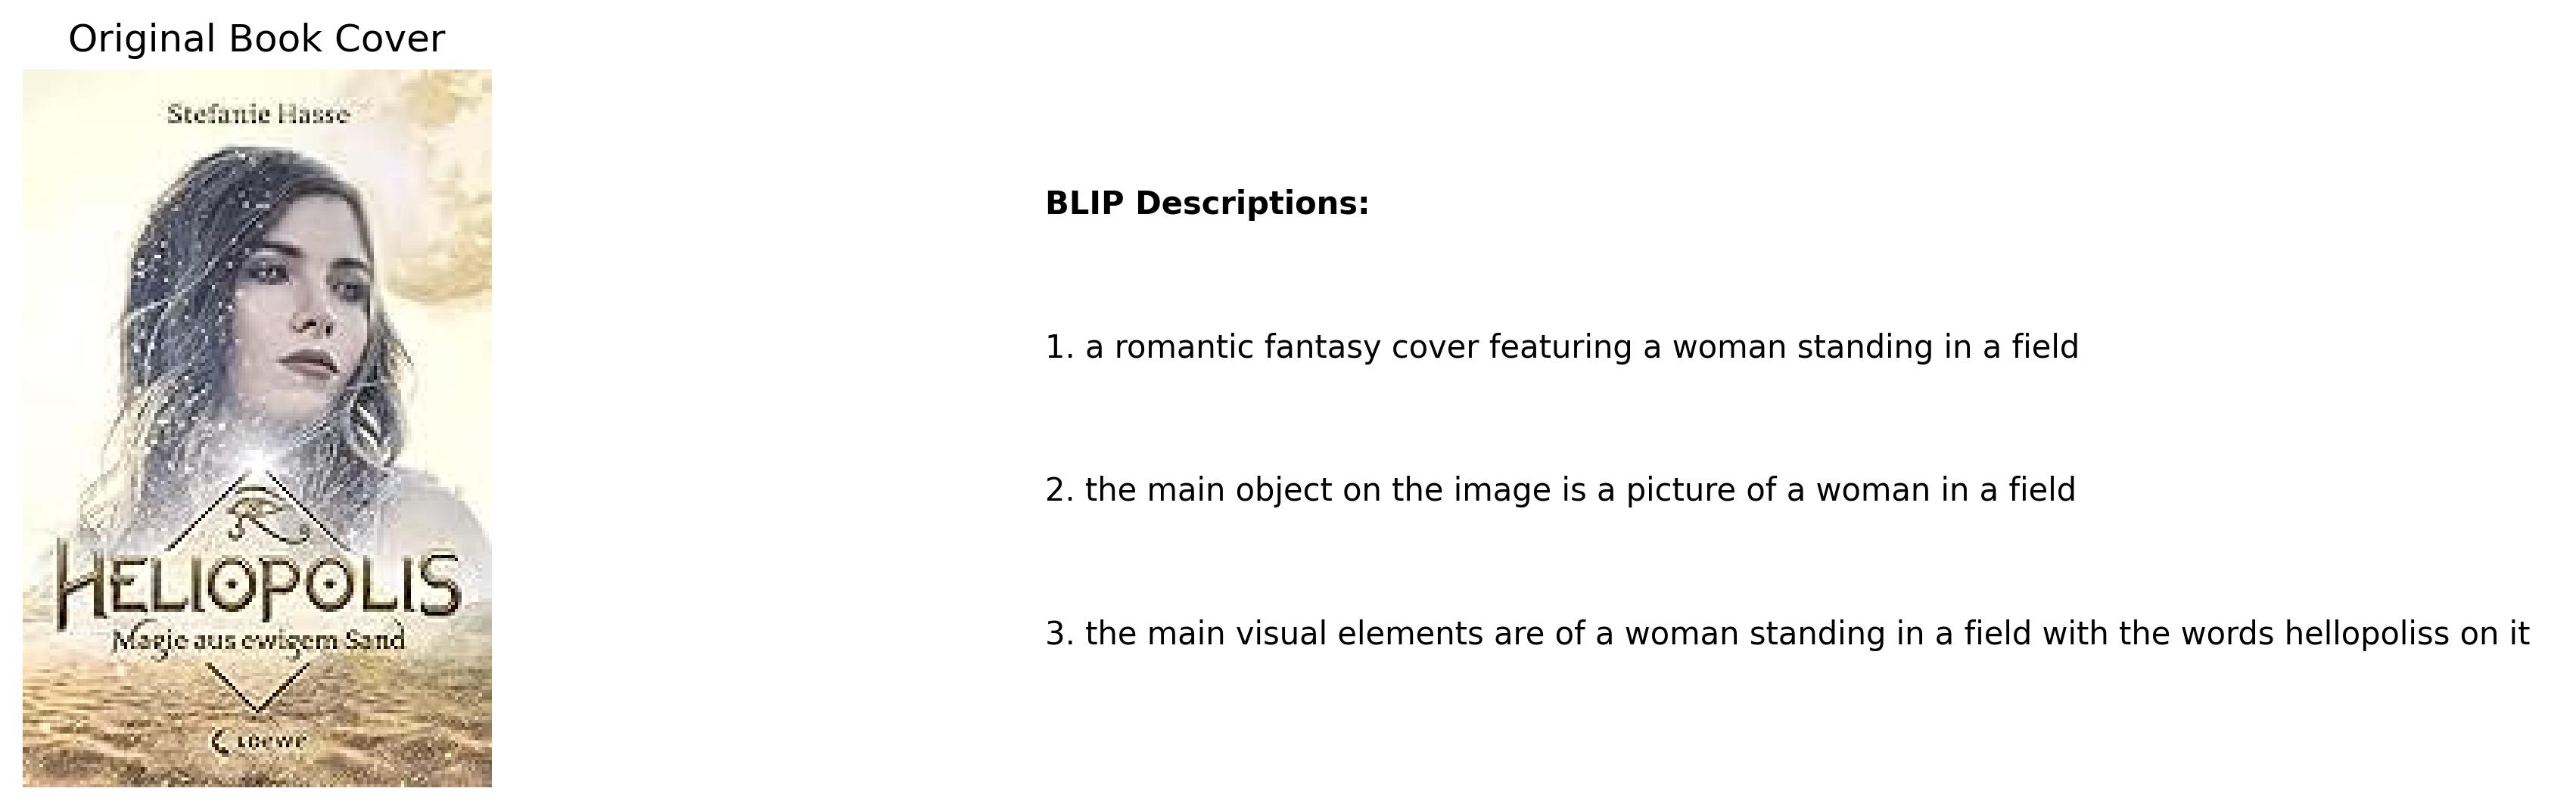 Original Book Cover
Stefanie Hasse
HELIOPOLIS
Magie aus ewigem Sand
LOEWE
BLIP Descriptions:
1. a romantic fantasy cover featuring a woman standing in a field
2. the main object on the image is a picture of a woman in a field
3. the main visual elements are of a woman standing in a field with the words hellopoliss on it